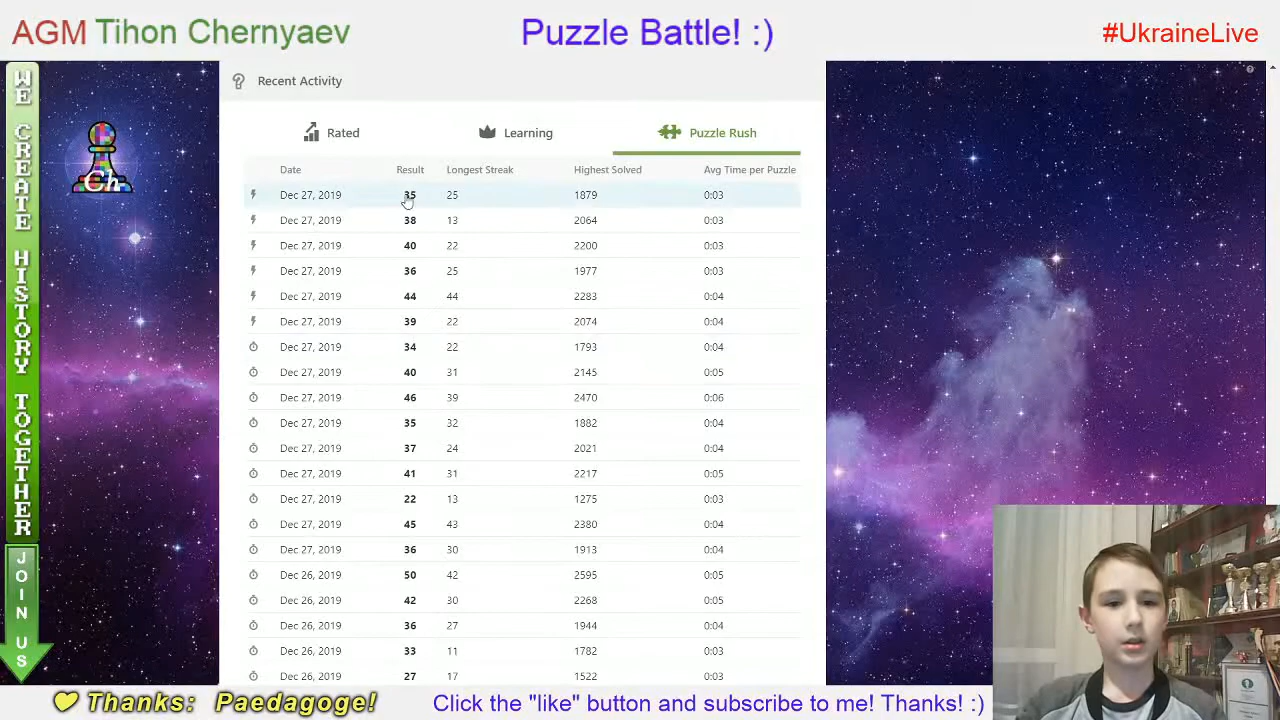 AGM Tihon Chernyaev
Puzzle Battle! :)
#UkraineLive
WE CREATE HISTORY TOGETHER
JOIN US
Ch
Recent Activity
Rated
Learning
Puzzle Rush
Date Result Longest Streak Highest Solved Avg Time per Puzzle
Dec 27, 2019 35 25 1879 0:03
Dec 27, 2019 38 13 2064 0:03
Dec 27, 2019 40 22 2200 0:03
Dec 27, 2019 36 25 1977 0:03
Dec 27, 2019 44 44 2283 0:04
Dec 27, 2019 39 22 2074 0:04
Dec 27, 2019 34 22 1793 0:04
Dec 27, 2019 40 31 2145 0:05
Dec 27, 2019 46 39 2470 0:06
Dec 27, 2019 35 32 1882 0:04
Dec 27, 2019 37 24 2021 0:04
Dec 27, 2019 41 31 2217 0:05
Dec 27, 2019 22 13 1275 0:03
Dec 27, 2019 45 43 2380 0:04
Dec 27, 2019 36 30 1913 0:04
Dec 26, 2019 50 42 2595 0:05
Dec 26, 2019 42 30 2268 0:05
Dec 26, 2019 36 27 1944 0:04
Dec 26, 2019 33 11 1782 0:03
Dec 26, 2019 27 17 1522 0:03
Thanks: Paedagoge!
Click the "like" button and subscribe to me! Thanks! :)